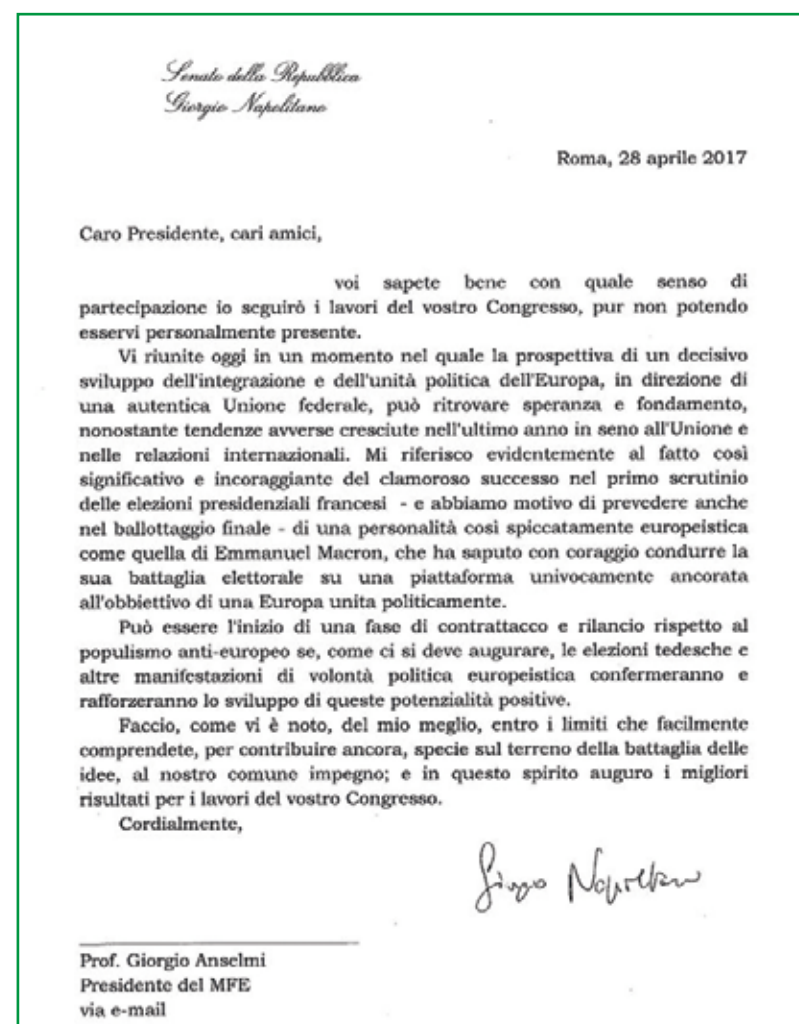 Senato della Repubblica
Giorgio Napolitano
Roma, 28 aprile 2017
Caro Presidente, cari amici,
voi sapete bene con quale senso di
partecipazione io seguirò i lavori del vostro Congresso, pur non potendo
esservi personalmente presente.
Vi riunite oggi in un momento nel quale la prospettiva di un decisivo
sviluppo dell'integrazione e dell'unità politica dell'Europa, in direzione di
una autentica Unione federale, può ritrovare speranza e fondamento,
nonostante tendenze avverse cresciute nell'ultimo anno in seno all'Unione e
nelle relazioni internazionali. Mi riferisco evidentemente al fatto così
significativo e incoraggiante del clamoroso successo nel primo scrutinio
delle elezioni presidenziali francesi - e abbiamo motivo di prevedere anche
nel ballottaggio finale - di una personalità così spiccatamente europeistica
come quella di Emmanuel Macron, che ha saputo con coraggio condurre la
sua battaglia elettorale su una piattaforma univocamente ancorata
all'obbiettivo di una Europa unita politicamente.
Può essere l'inizio di una fase di contrattacco e rilancio rispetto al
populismo anti-europeo se, come ci si deve augurare, le elezioni tedesche e
altre manifestazioni di volontà politica europeistica confermeranno e
rafforzeranno lo sviluppo di queste potenzialità positive.
Faccio, come vi è noto, del mio meglio, entro i limiti che facilmente
comprendete, per contribuire ancora, specie sul terreno della battaglia delle
idee, al nostro comune impegno; e in questo spirito auguro i migliori
risultati per i lavori del vostro Congresso.
Cordialmente,
Giorgio Napolitano
Prof. Giorgio Anselmi
Presidente del MFE
via e-mail